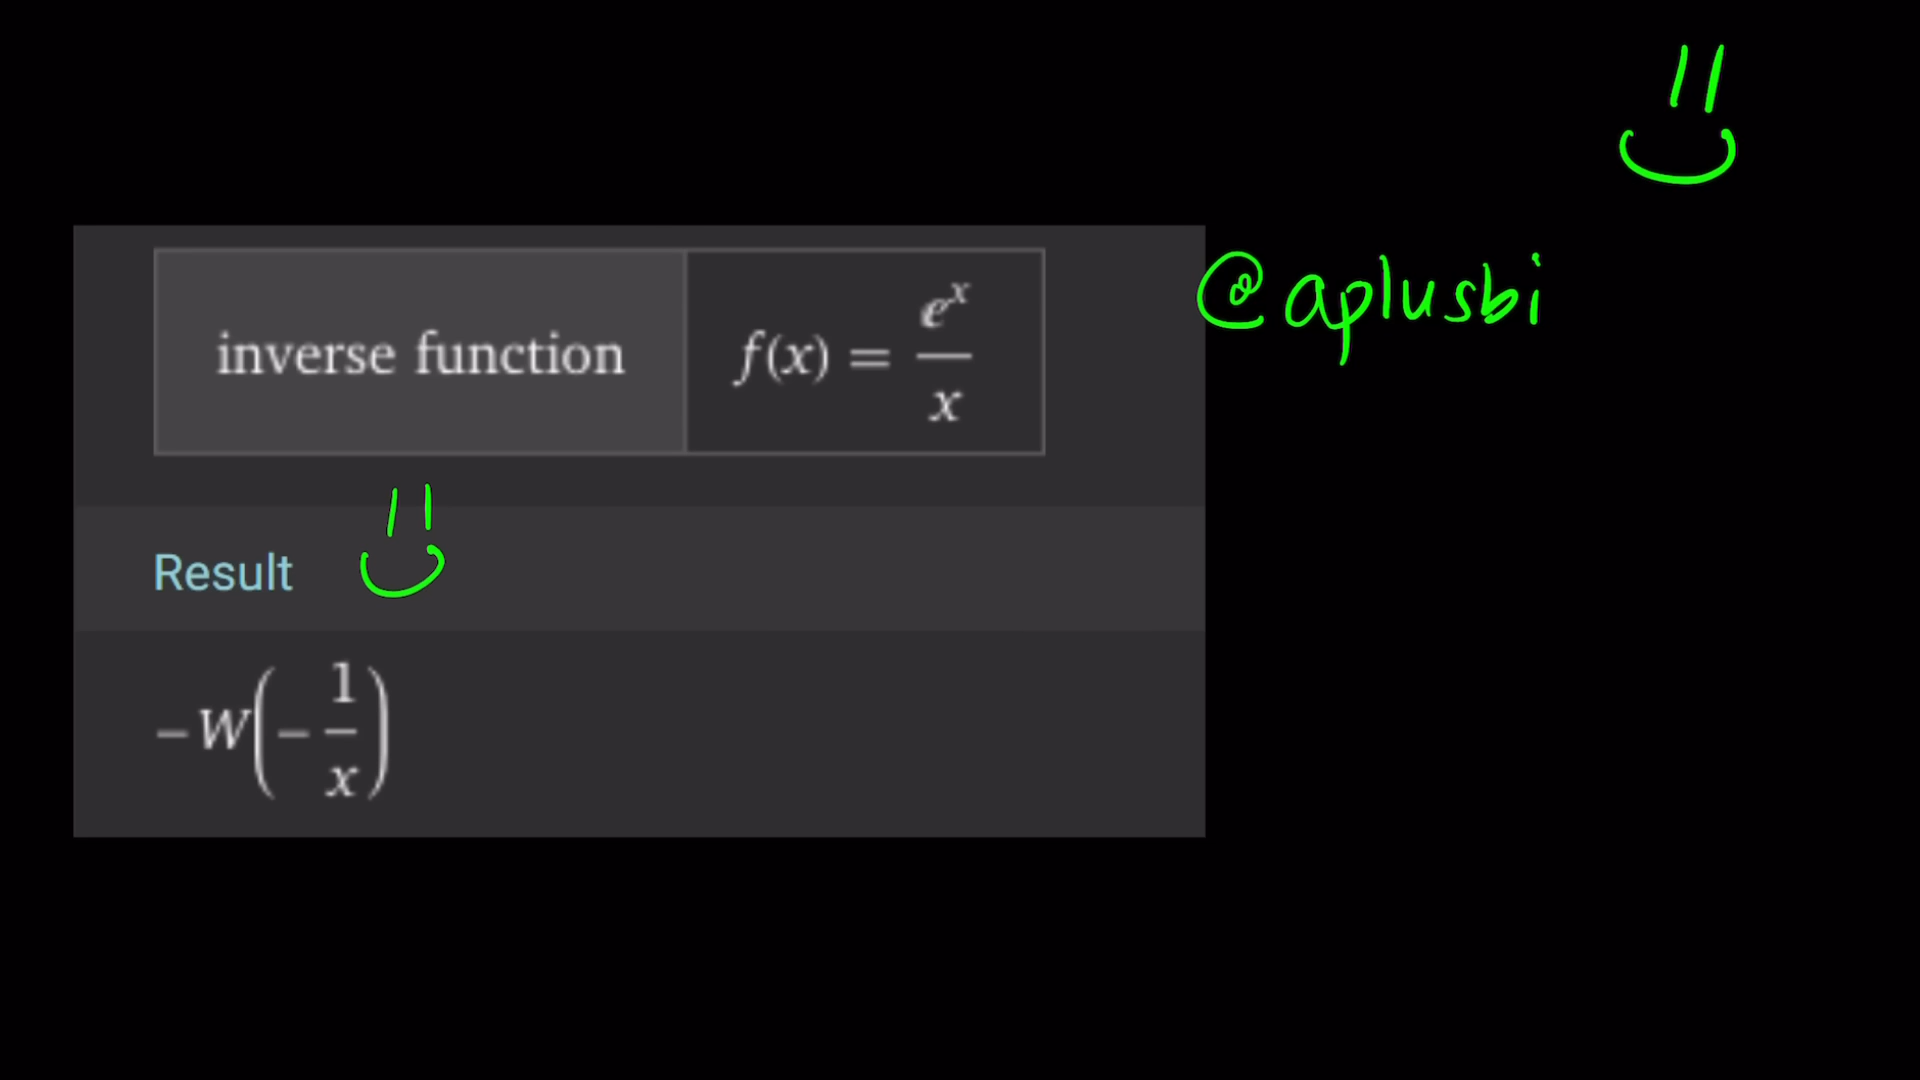 @aplusbi
inverse function f(x) = e^x/x
Result
-W(-1/x)